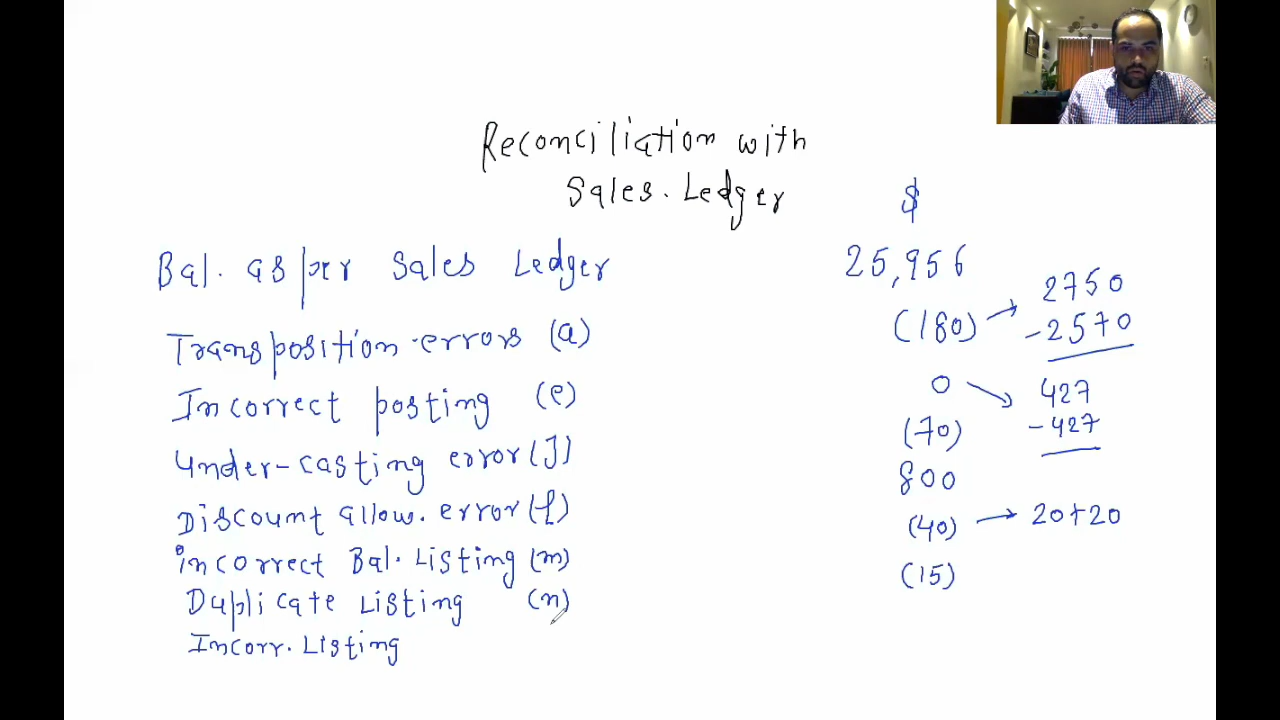 Reconciliation with
Sales. Ledger
$
Bal. as per Sales Ledger 25,956
2750
Transposition errors (a) (180) → - 2570
Incorrect posting (e) 0 → 427
- 427
Under-casting error (J) (70)
800
Discount allow. error (l) (40) → 20+20
incorrect Bal. Listing (m) (15)
Duplicate Listing (n)
Incorr. Listing